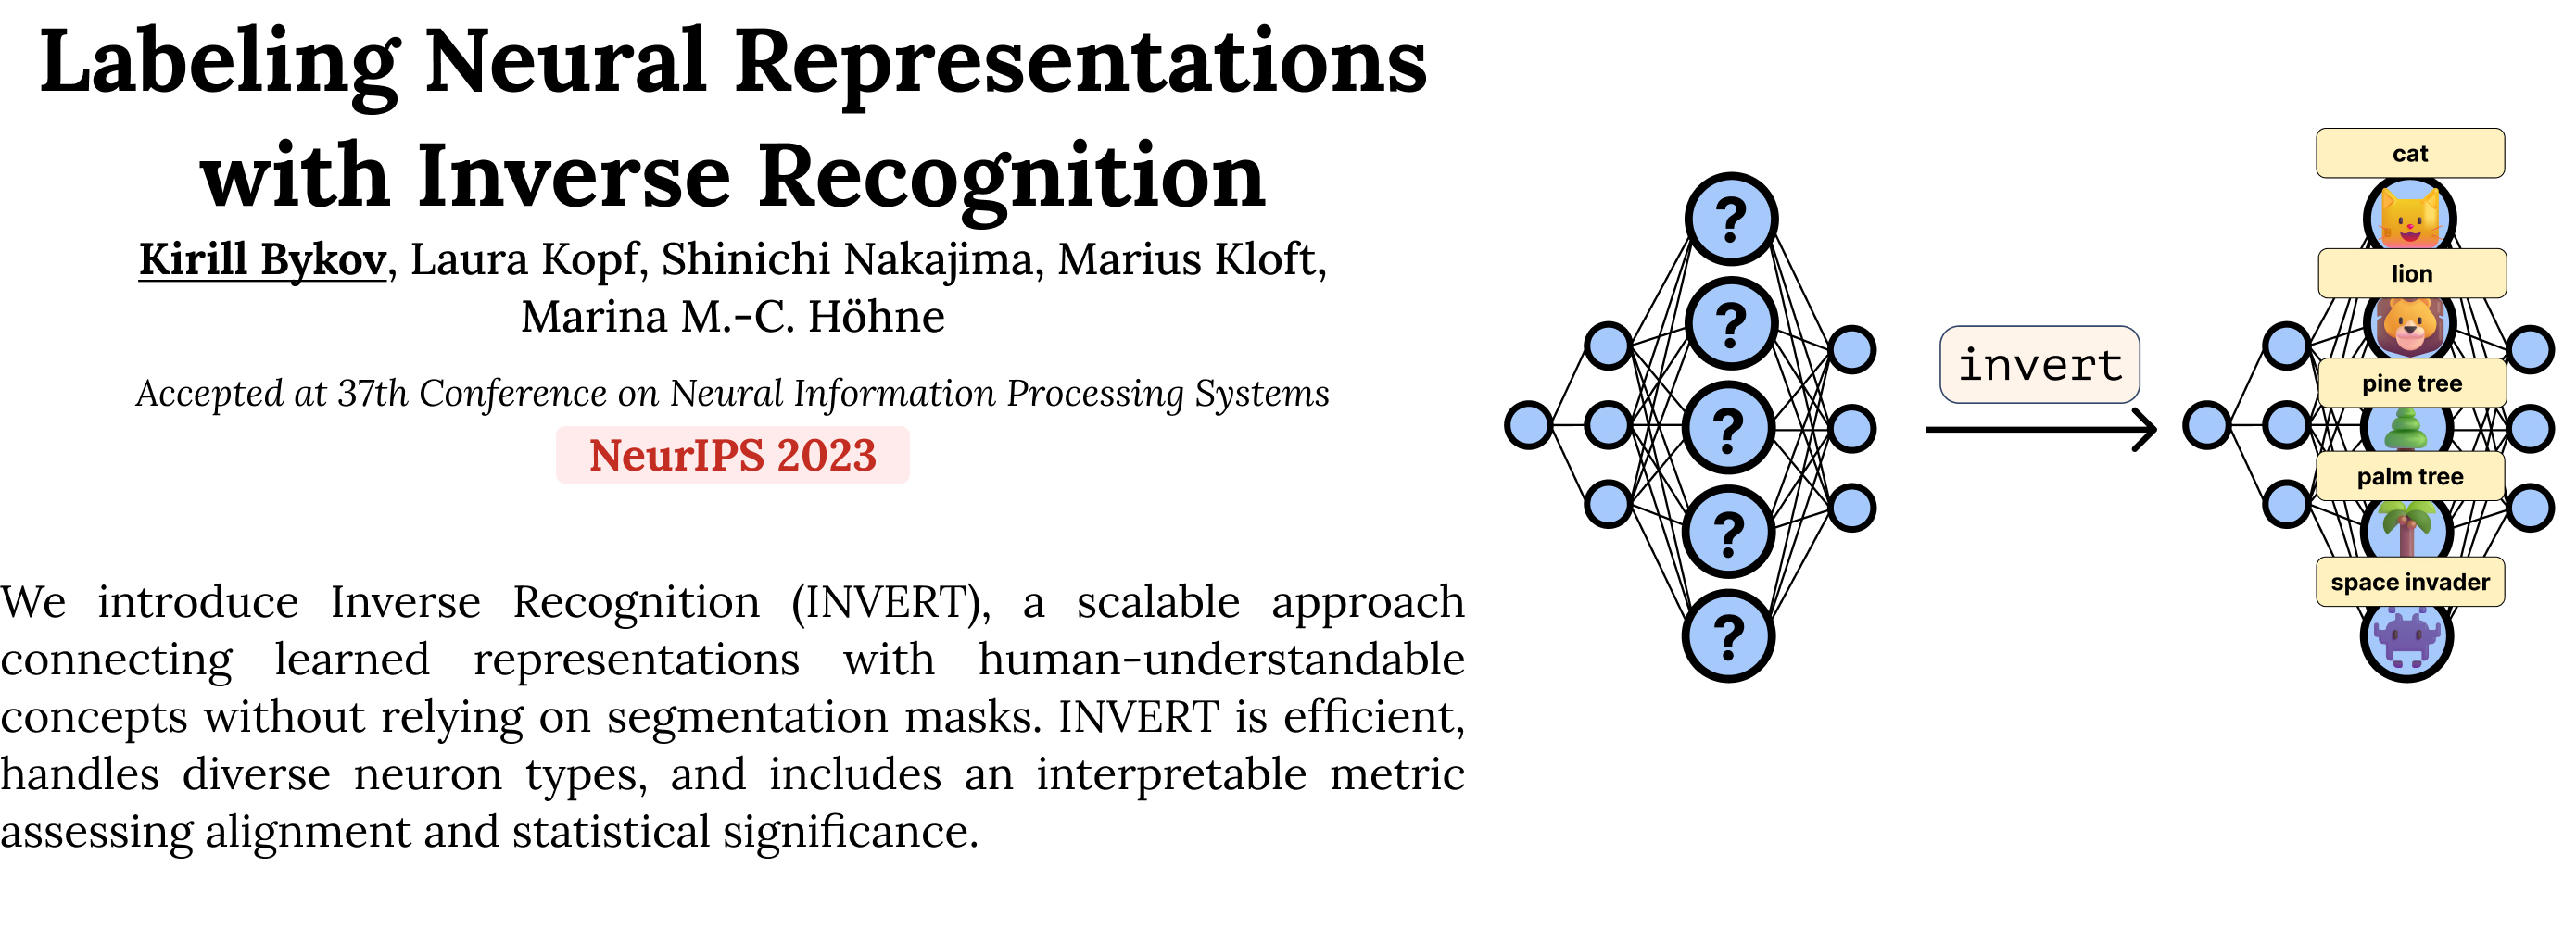 Labeling Neural Representations
with Inverse Recognition
Kirill Bykov, Laura Kopf, Shinichi Nakajima, Marius Kloft,
Marina M.-C. Höhne
Accepted at 37th Conference on Neural Information Processing Systems
NeurIPS 2023
We introduce Inverse Recognition (INVERT), a scalable approach
connecting learned representations with human-understandable
concepts without relying on segmentation masks. INVERT is efficient,
handles diverse neuron types, and includes an interpretable metric
assessing alignment and statistical significance.
?
?
?
?
?
invert
cat
lion
pine tree
palm tree
space invader